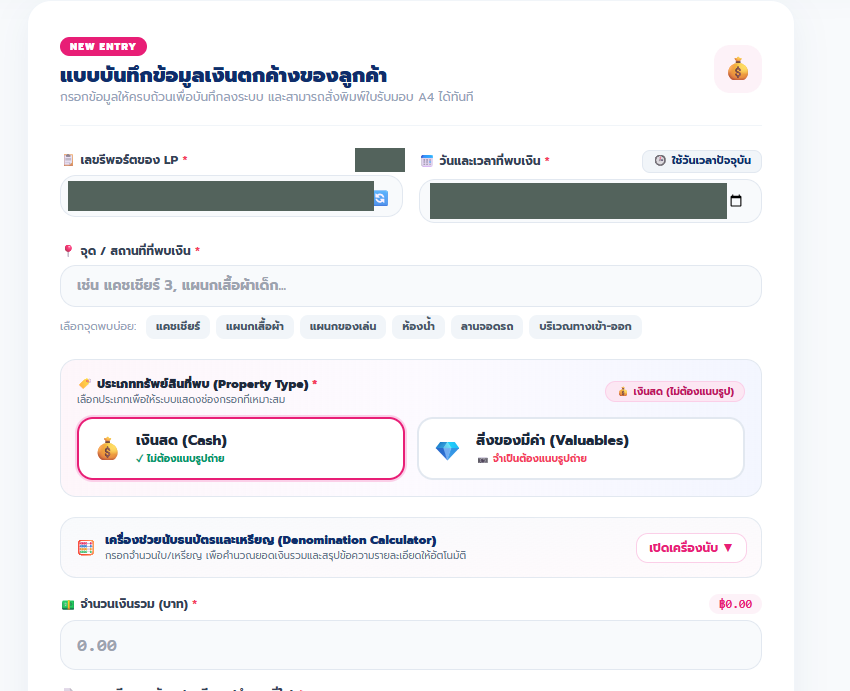 NEW ENTRY
แบบบันทึกข้อมูลเงินตกค้างของลูกค้า
กรอกข้อมูลให้ครบถ้วนเพื่อบันทึกลงระบบ และสามารถสั่งพิมพ์ใบรับมอบ A4 ได้ทันที
เลขรีพอร์ตของ LP *
วันและเวลาที่พบเงิน *
ใช้วันเวลาปัจจุบัน
จุด / สถานที่ที่พบเงิน *
เช่น แคชเชียร์ 3, แผนกเสื้อผ้าเด็ก...
เลือกจุดพบบ่อย: แคชเชียร์ แผนกเสื้อผ้า แผนกของเล่น ห้องน้ำ ลานจอดรถ บริเวณทางเข้า-ออก
ประเภททรัพย์สินที่พบ (Property Type) *
เลือกประเภทเพื่อให้ระบบแสดงช่องกรอกที่เหมาะสม
เงินสด (ไม่ต้องแนบรูป)
เงินสด (Cash)
✓ ไม่ต้องแนบรูปถ่าย
สิ่งของมีค่า (Valuables)
จำเป็นต้องแนบรูปถ่าย
เครื่องช่วยนับธนบัตรและเหรียญ (Denomination Calculator)
กรอกจำนวนใบ/เหรียญ เพื่อคำนวณยอดเงินรวมและสรุปข้อความรายละเอียดให้อัตโนมัติ
เปิดเครื่องนับ ▼
จำนวนเงินรวม (บาท) *
฿0.00
0.00